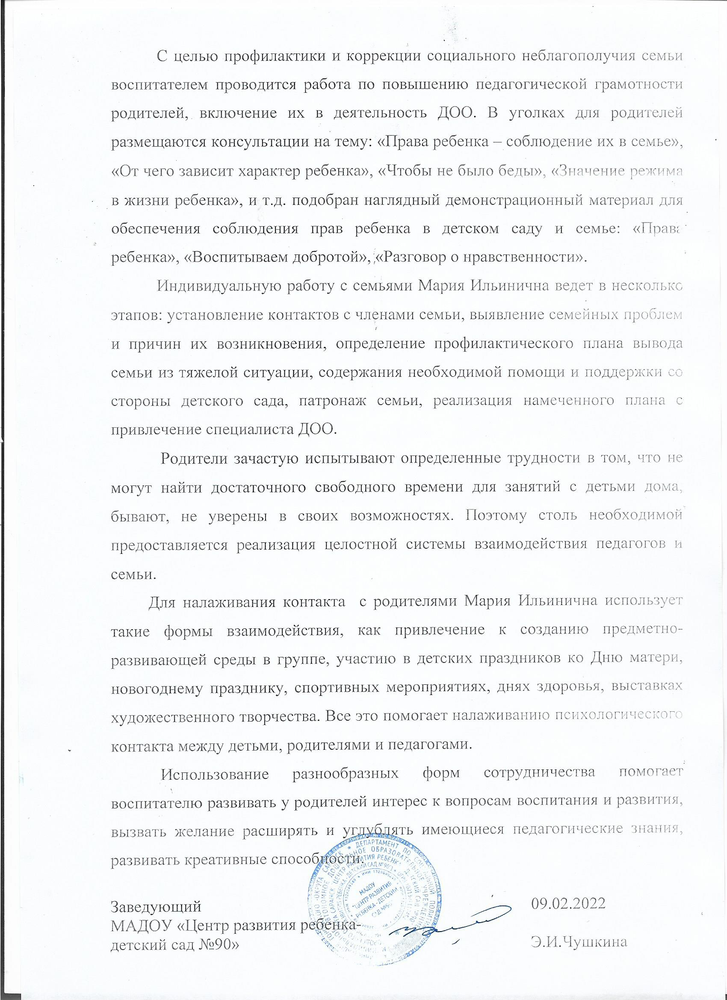 С целью профилактики и коррекции социального неблагополучия семьи
воспитателем проводится работа по повышению педагогической грамотности
родителей, включение их в деятельность ДОО. В уголках для родителей
размещаются консультации на тему: «Права ребенка – соблюдение их в семье»,
«От чего зависит характер ребенка», «Чтобы не было беды», «Значение режима
в жизни ребенка», и т.д. подобран наглядный демонстрационный материал для
обеспечения соблюдения прав ребенка в детском саду и семье: «Права
ребенка», «Воспитываем добротой», «Разговор о нравственности».
Индивидуальную работу с семьями Мария Ильинична ведет в несколько
этапов: установление контактов с членами семьи, выявление семейных проблем
и причин их возникновения, определение профилактического плана вывода
семьи из тяжелой ситуации, содержания необходимой помощи и поддержки со
стороны детского сада, патронаж семьи, реализация намеченного плана с
привлечение специалиста ДОО.
Родители зачастую испытывают определенные трудности в том, что не
могут найти достаточного свободного времени для занятий с детьми дома,
бывают, не уверены в своих возможностях. Поэтому столь необходимой
предоставляется реализация целостной системы взаимодействия педагогов и
семьи.
Для налаживания контакта с родителями Мария Ильинична использует
такие формы взаимодействия, как привлечение к созданию предметно-
развивающей среды в группе, участию в детских праздников ко Дню матери,
новогоднему празднику, спортивных мероприятиях, днях здоровья, выставках
художественного творчества. Все это помогает налаживанию психологического
контакта между детьми, родителями и педагогами.
Использование разнообразных форм сотрудничества помогает
воспитателю развивать у родителей интерес к вопросам воспитания и развития,
вызвать желание расширять и углублять имеющиеся педагогические знания,
развивать креативные способности.
МАДОУ
"ЦЕНТР РАЗВИТИЯ
РЕБЕНКА - ДЕТСКИЙ
САД №90"
Заведующий 09.02.2022
МАДОУ «Центр развития ребенка-
детский сад №90» Э.И.Чушкина